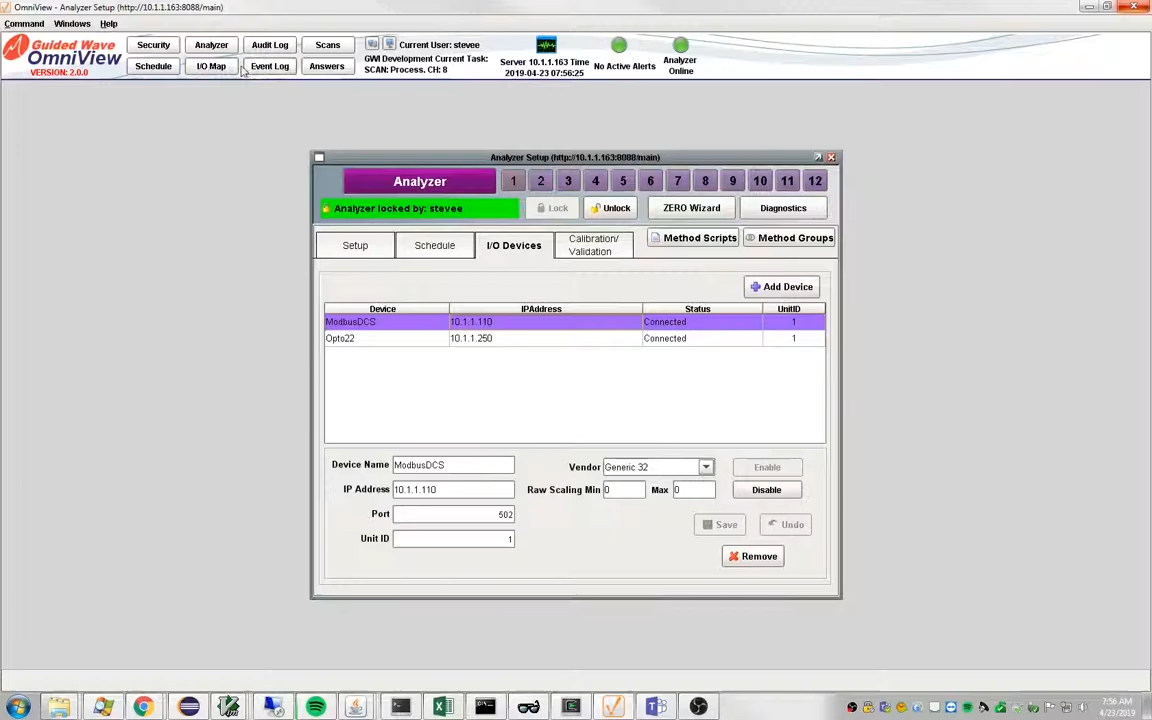 OmniView - Analyzer Setup (http://10.1.1.163:8088/main)
Command Windows Help
Guided Wave
OmniView
VERSION: 2.0.0
Security Analyzer Audit Log Scans
Schedule I/O Map Event Log Answers
Current User: stevee
GWI Development Current Task:
SCAN: Process. CH: 8
Server 10.1.1.163 Time
2019-04-23 07:56:25
No Active Alerts
Analyzer
Online
Analyzer Setup (http://10.1.1.163:8088/main)
Analyzer 1 2 3 4 5 6 7 8 9 10 11 12
Analyzer locked by: stevee Lock Unlock ZERO Wizard Diagnostics
Setup Schedule I/O Devices Calibration/
Validation
Method Scripts Method Groups
Add Device
Device IPAddress Status UnitID
ModbusDCS 10.1.1.110 Connected 1
Opto22 10.1.1.250 Connected 1
Device Name ModbusDCS Vendor Generic 32 Enable
IP Address 10.1.1.110 Raw Scaling Min 0 Max 0 Disable
Port 502
Save Undo
Unit ID 1
Remove
7:56 AM
4/23/2019